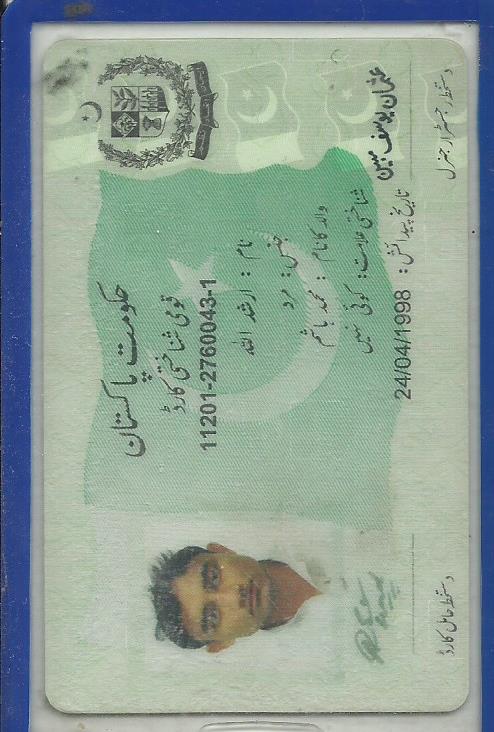 حکومت پاکستان
قومی شناختی کارڈ
11201-2760043-1
نام : ارشد اللہ
جنس : مرد
والد کا نام : محمد ہاشم
شناختی علامت : کوئی نہیں
تاریخ پیدائش : 24/04/1998
دستخط حامل کارڈ
عثمان یوسف مبین
دستخط رجسٹرار جنرل